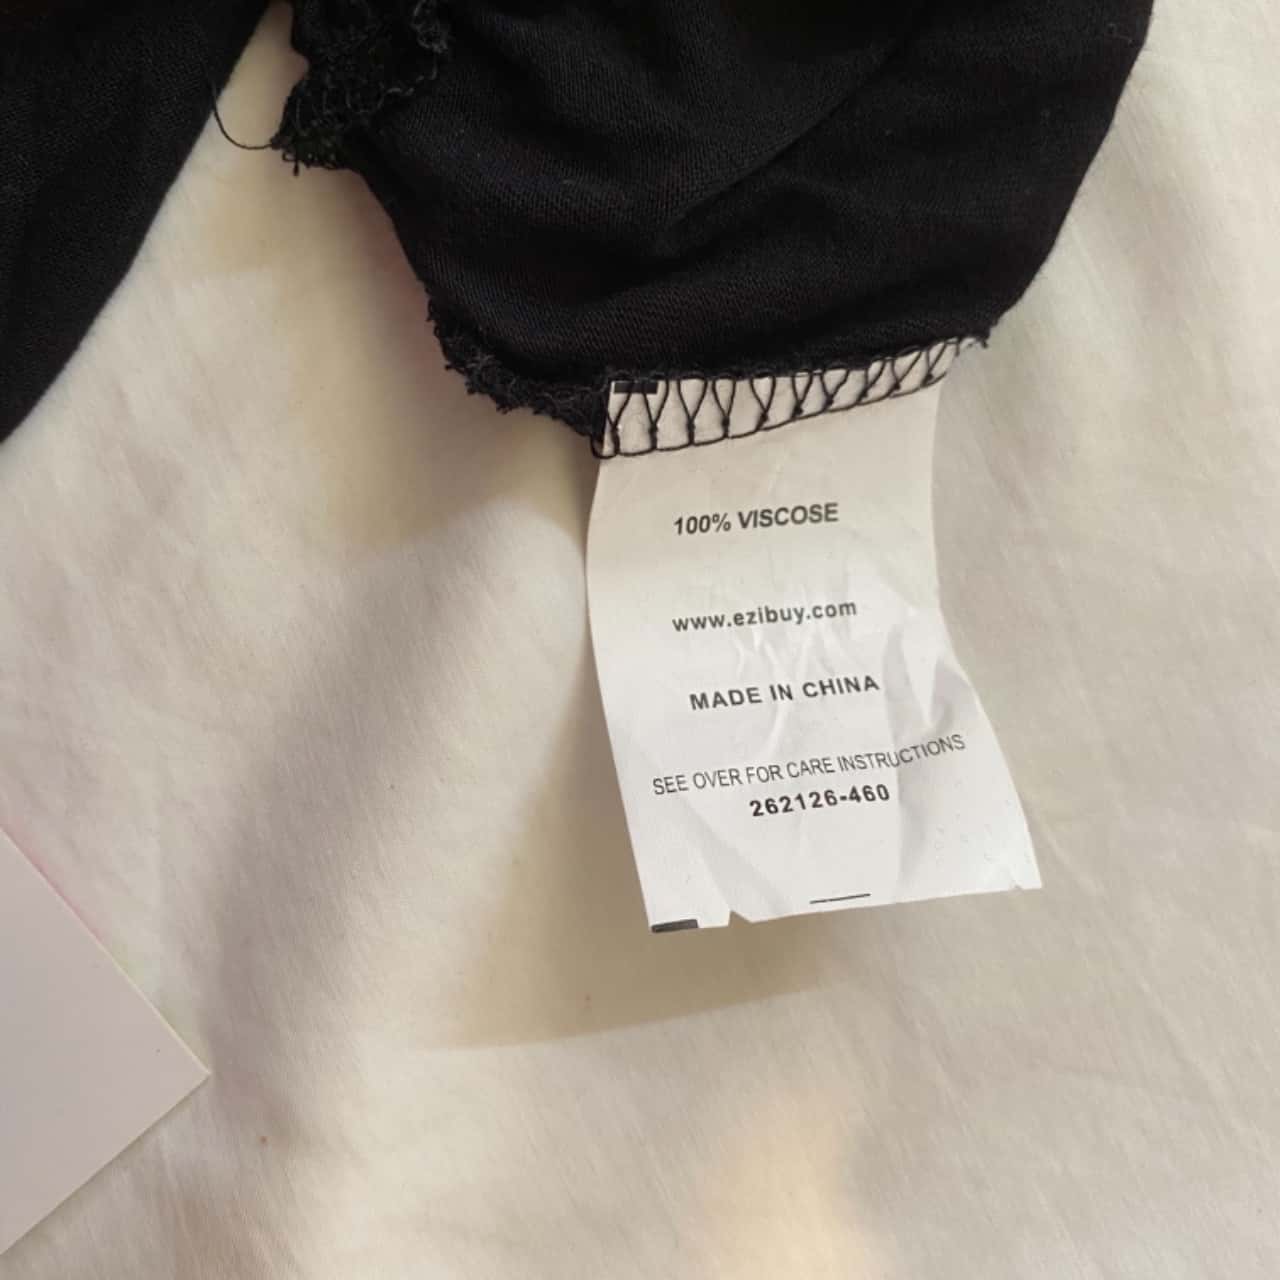 100% VISCOSE
www.ezibuy.com
MADE IN CHINA
SEE OVER FOR CARE INSTRUCTIONS
262126-460